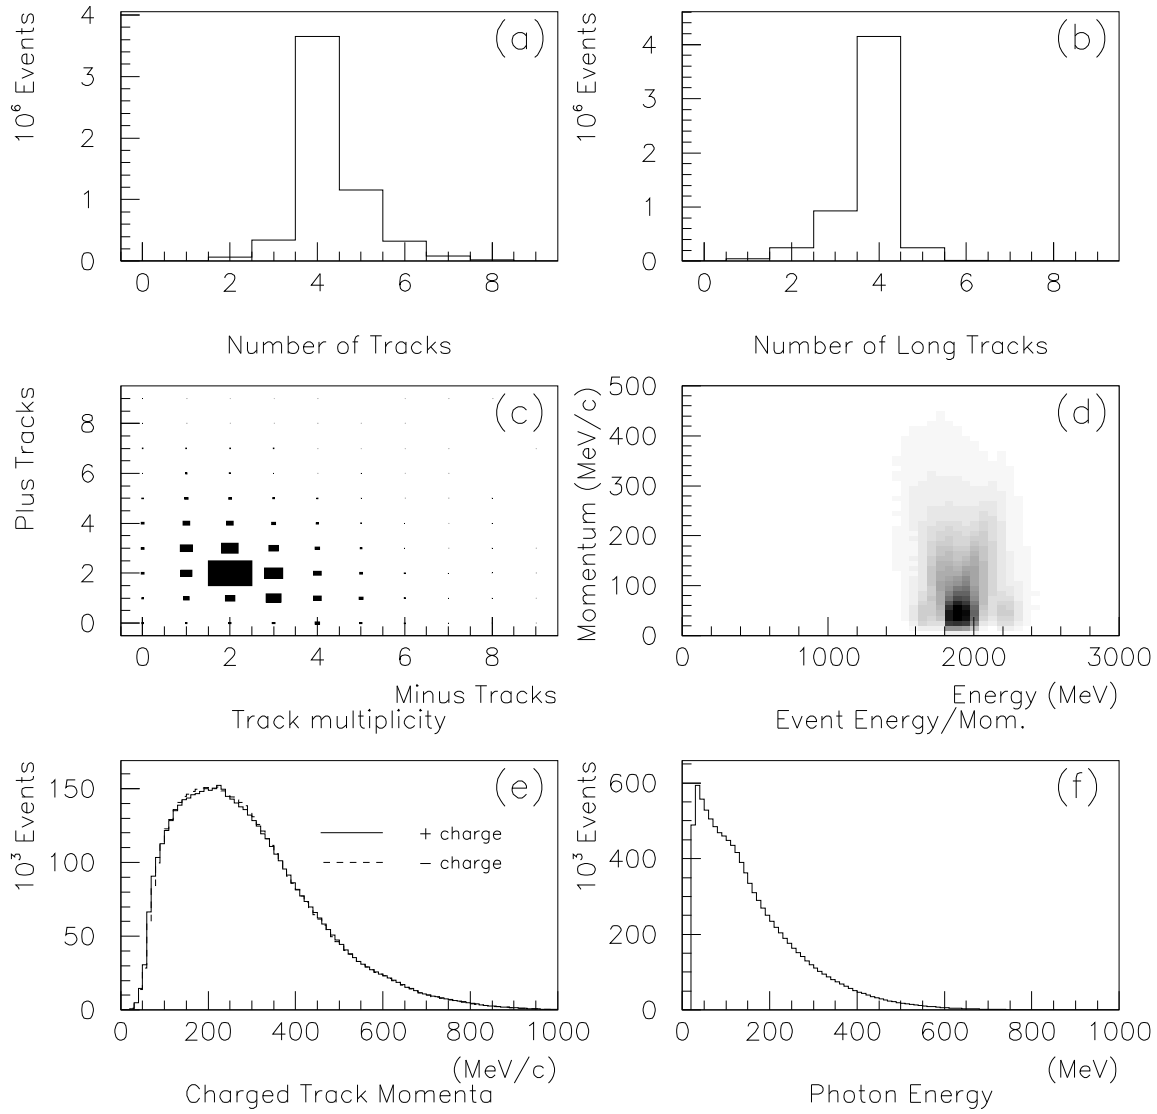 (a)
10⁶ Events
4
3
2
1
0
0 2 4 6 8
Number of Tracks
(b)
10⁶ Events
4
3
2
1
0
0 2 4 6 8
Number of Long Tracks
(c)
Plus Tracks
8
6
4
2
0
0 2 4 6 8
Minus Tracks
Track multiplicity
(d)
Momentum (MeV/c)
500
400
300
200
100
0
0 1000 2000 3000
Energy (MeV)
Event Energy/Mom.
(e)
10³ Events
150
100
50
0
+ charge
− charge
0 200 400 600 800 1000
(MeV/c)
Charged Track Momenta
(f)
10³ Events
600
400
200
0
0 200 400 600 800 1000
(MeV)
Photon Energy